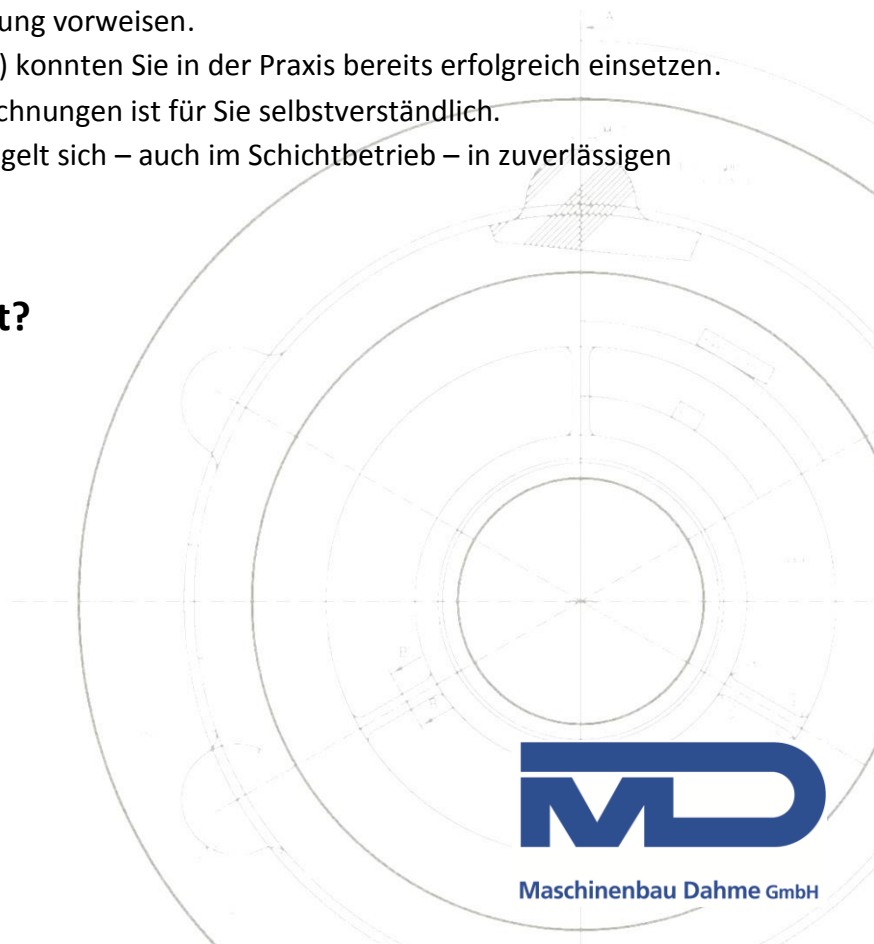 ung vorweisen.
) konnten Sie in der Praxis bereits erfolgreich einsetzen.
chnungen ist für Sie selbstverständlich.
gelt sich – auch im Schichtbetrieb – in zuverlässigen
t?
A
MD
Maschinenbau Dahme GmbH